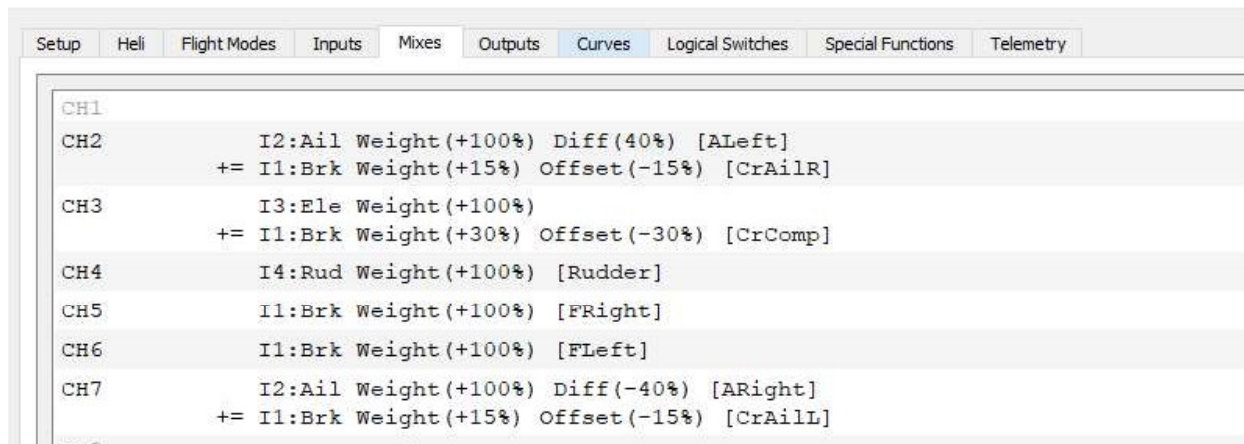 Setup Heli Flight Modes Inputs Mixes Outputs Curves Logical Switches Special Functions Telemetry
CH1
CH2 I2:Ail Weight(+100%) Diff(40%) [ALeft]
+= I1:Brk Weight(+15%) Offset(-15%) [CrAilR]
CH3 I3:Ele Weight(+100%)
+= I1:Brk Weight(+30%) Offset(-30%) [CrComp]
CH4 I4:Rud Weight(+100%) [Rudder]
CH5 I1:Brk Weight(+100%) [FRight]
CH6 I1:Brk Weight(+100%) [FLeft]
CH7 I2:Ail Weight(+100%) Diff(-40%) [ARight]
+= I1:Brk Weight(+15%) Offset(-15%) [CrAilL]